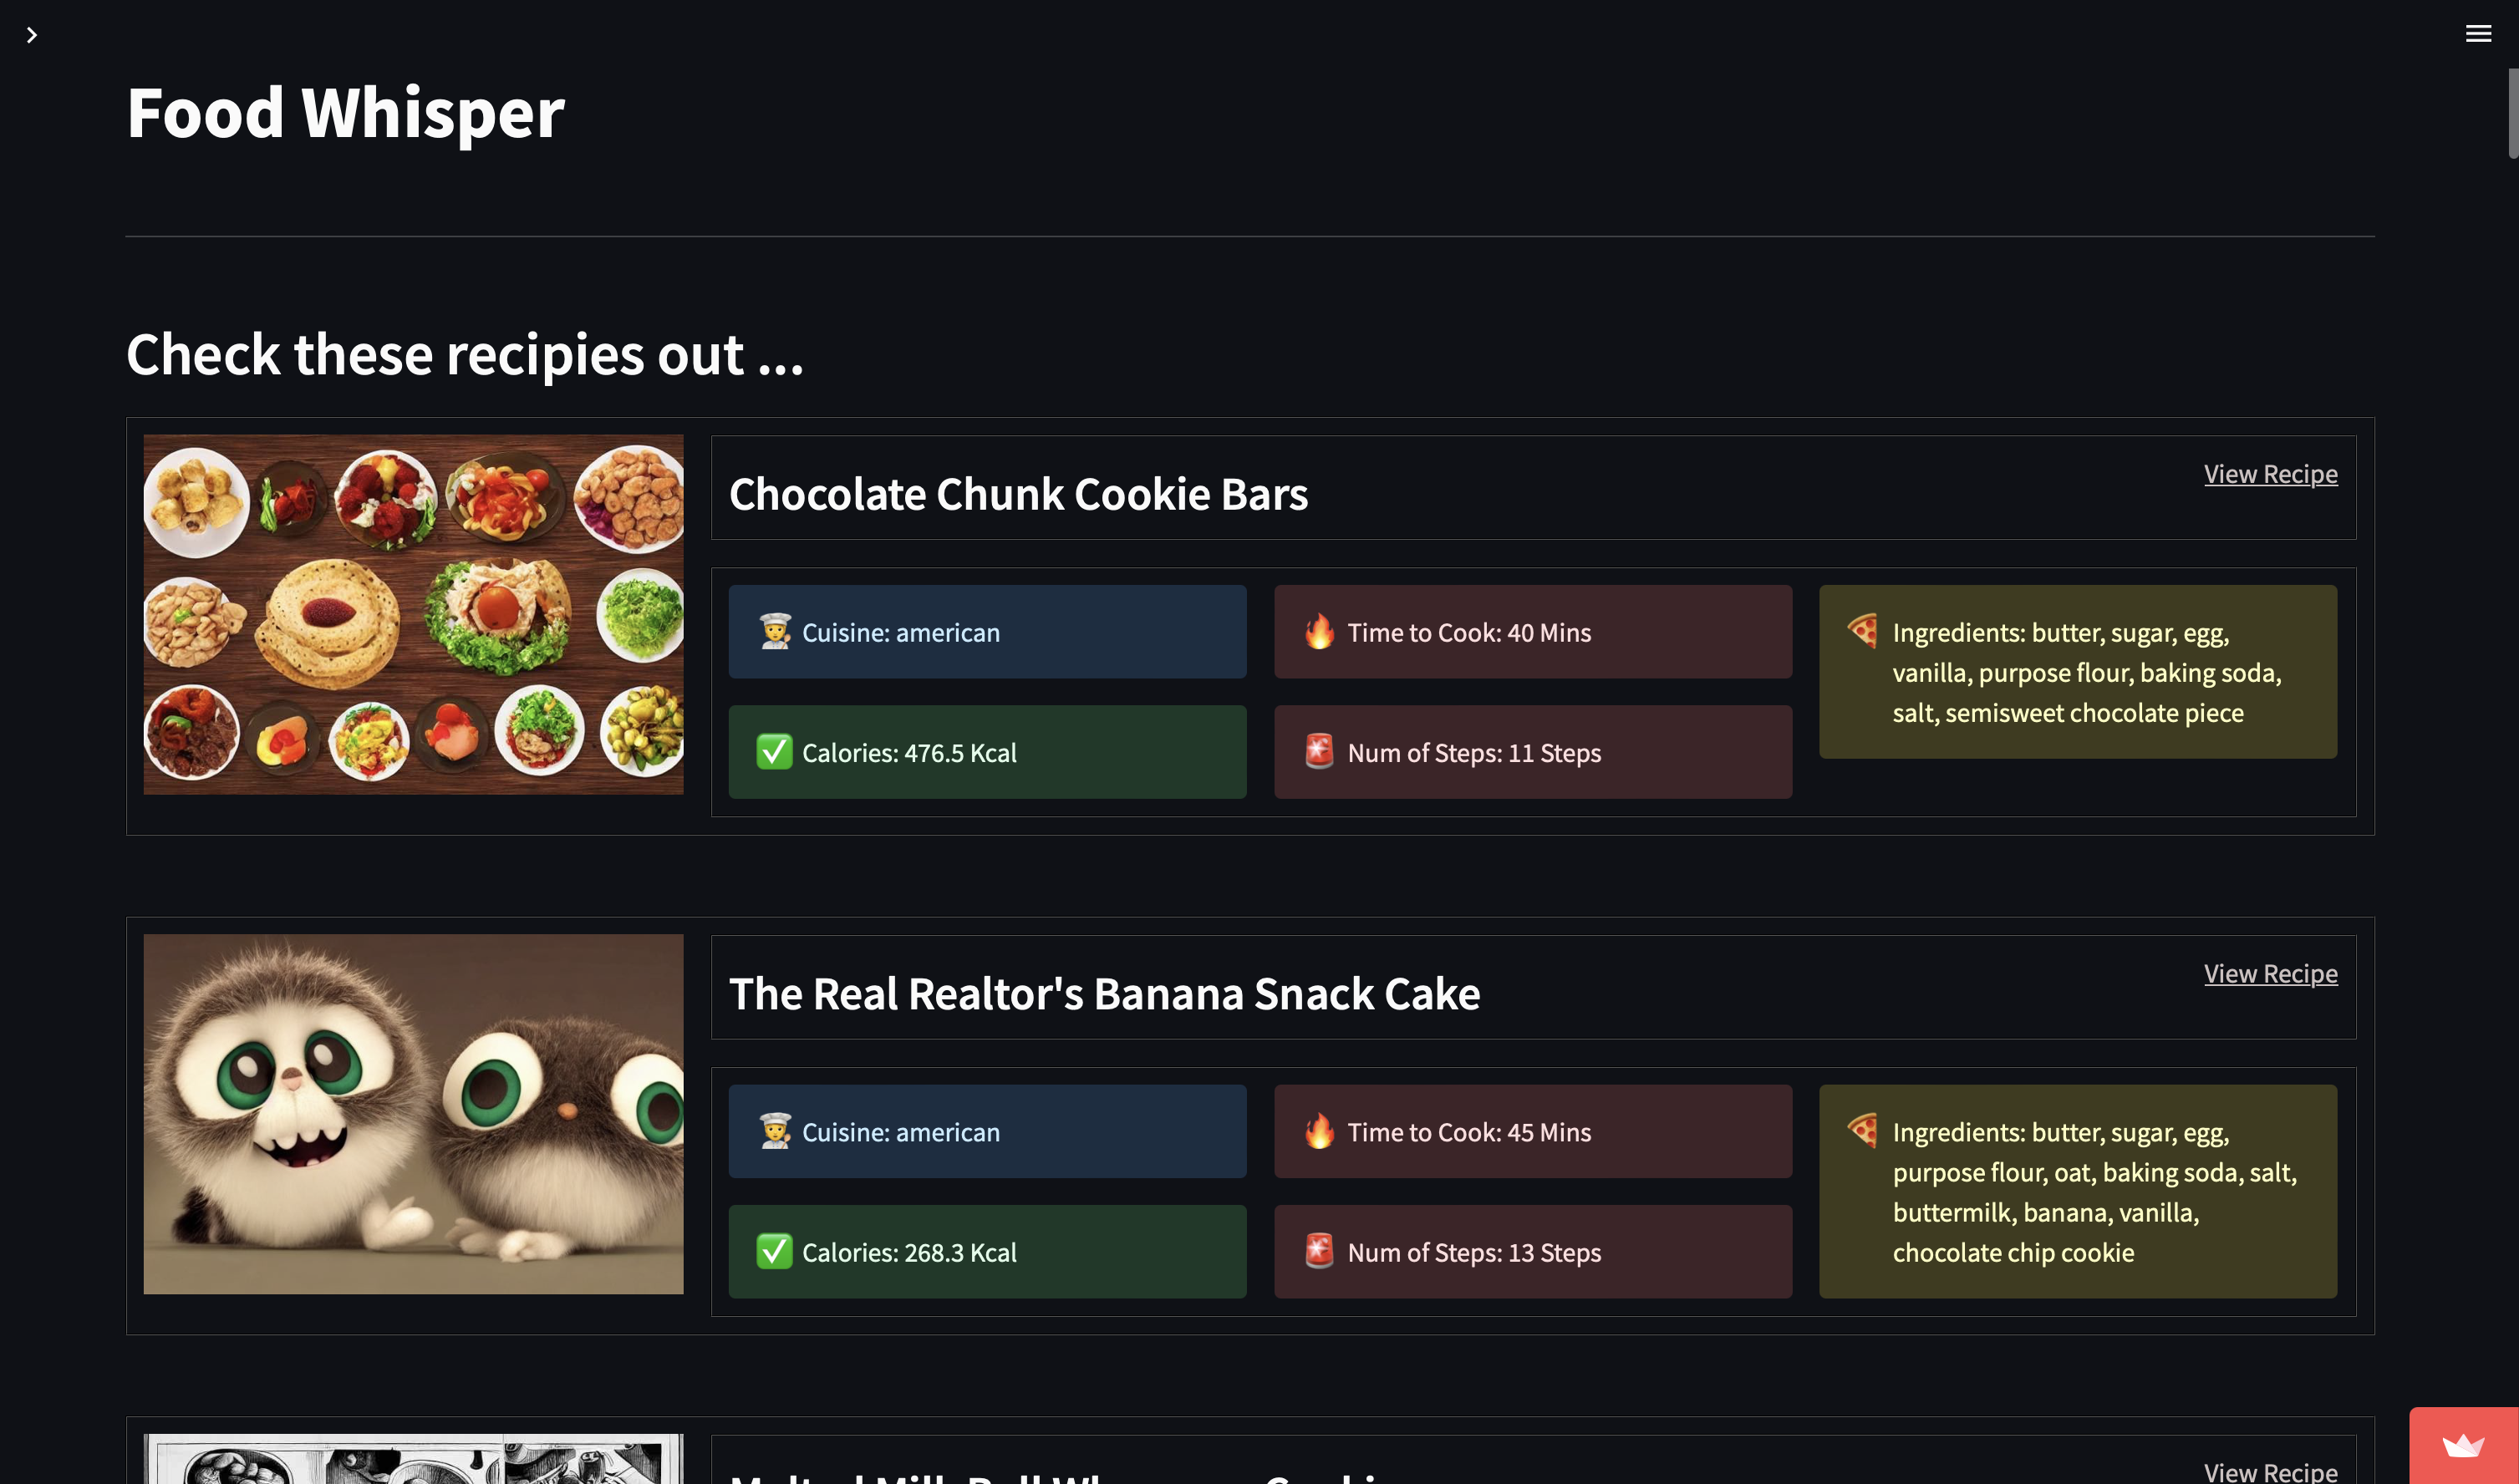 Food Whisper
Check these recipies out ...
Chocolate Chunk Cookie Bars
View Recipe
Cuisine: american
Time to Cook: 40 Mins
Ingredients: butter, sugar, egg,
vanilla, purpose flour, baking soda,
salt, semisweet chocolate piece
Calories: 476.5 Kcal
Num of Steps: 11 Steps
The Real Realtor's Banana Snack Cake
View Recipe
Cuisine: american
Time to Cook: 45 Mins
Ingredients: butter, sugar, egg,
purpose flour, oat, baking soda, salt,
buttermilk, banana, vanilla,
chocolate chip cookie
Calories: 268.3 Kcal
Num of Steps: 13 Steps
View Recipe